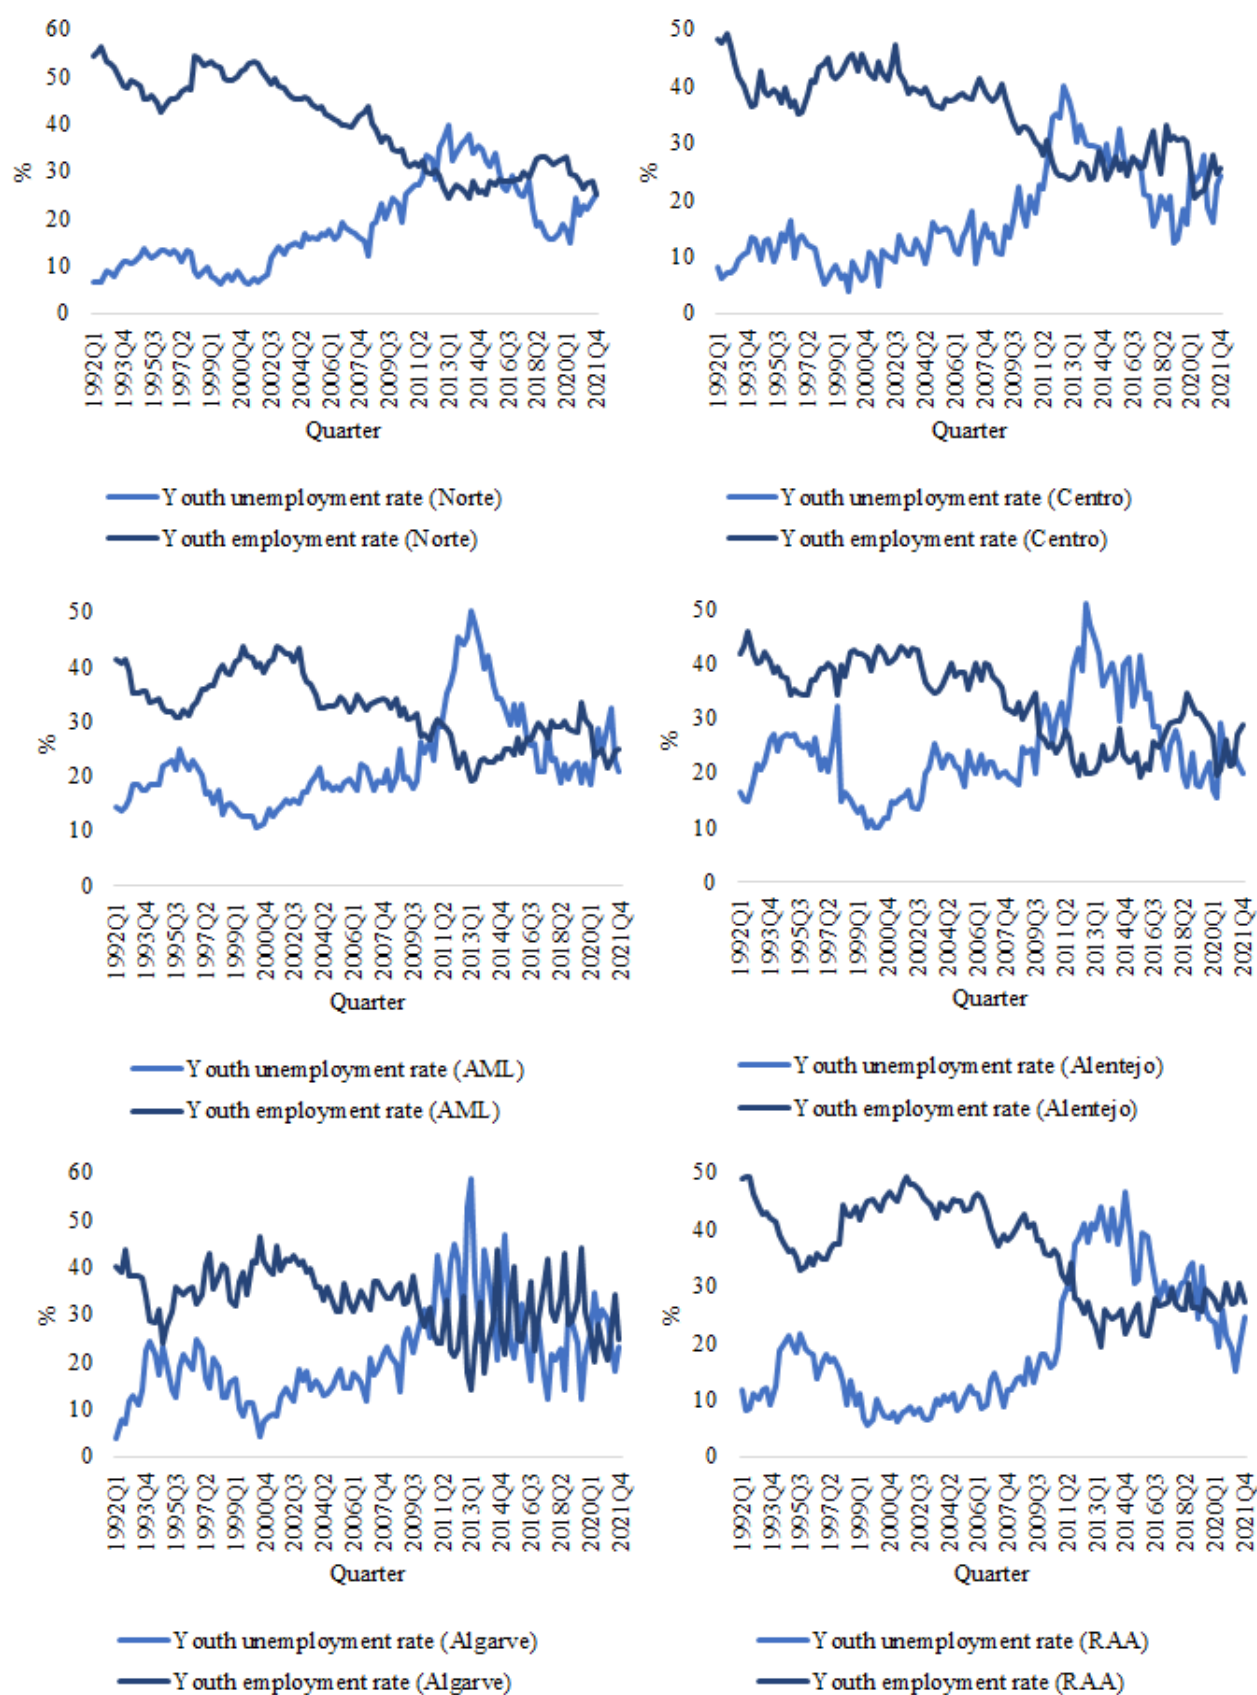 60
50
40
30
20
10
0
%
1992Q1
1993Q4
1995Q3
1997Q2
1999Q1
2000Q4
2002Q3
2004Q2
2006Q1
2007Q4
2009Q3
2011Q2
2013Q1
2014Q4
2016Q3
2018Q2
2020Q1
2021Q4
Quarter
Youth unemployment rate (Norte)
Youth employment rate (Norte)
50
40
30
20
10
0
%
1992Q1
1993Q4
1995Q3
1997Q2
1999Q1
2000Q4
2002Q3
2004Q2
2006Q1
2007Q4
2009Q3
2011Q2
2013Q1
2014Q4
2016Q3
2018Q2
2020Q1
2021Q4
Quarter
Youth unemployment rate (Centro)
Youth employment rate (Centro)
50
40
30
20
10
0
%
1992Q1
1993Q4
1995Q3
1997Q2
1999Q1
2000Q4
2002Q3
2004Q2
2006Q1
2007Q4
2009Q3
2011Q2
2013Q1
2014Q4
2016Q3
2018Q2
2020Q1
2021Q4
Quarter
Youth unemployment rate (AML)
Youth employment rate (AML)
50
40
30
20
10
0
%
1992Q1
1993Q4
1995Q3
1997Q2
1999Q1
2000Q4
2002Q3
2004Q2
2006Q1
2007Q4
2009Q3
2011Q2
2013Q1
2014Q4
2016Q3
2018Q2
2020Q1
2021Q4
Quarter
Youth unemployment rate (Alentejo)
Youth employment rate (Alentejo)
60
50
40
30
20
10
0
%
1992Q1
1993Q4
1995Q3
1997Q2
1999Q1
2000Q4
2002Q3
2004Q2
2006Q1
2007Q4
2009Q3
2011Q2
2013Q1
2014Q4
2016Q3
2018Q2
2020Q1
2021Q4
Quarter
Youth unemployment rate (Algarve)
Youth employment rate (Algarve)
50
40
30
20
10
0
%
1992Q1
1993Q4
1995Q3
1997Q2
1999Q1
2000Q4
2002Q3
2004Q2
2006Q1
2007Q4
2009Q3
2011Q2
2013Q1
2014Q4
2016Q3
2018Q2
2020Q1
2021Q4
Quarter
Youth unemployment rate (RAA)
Youth employment rate (RAA)